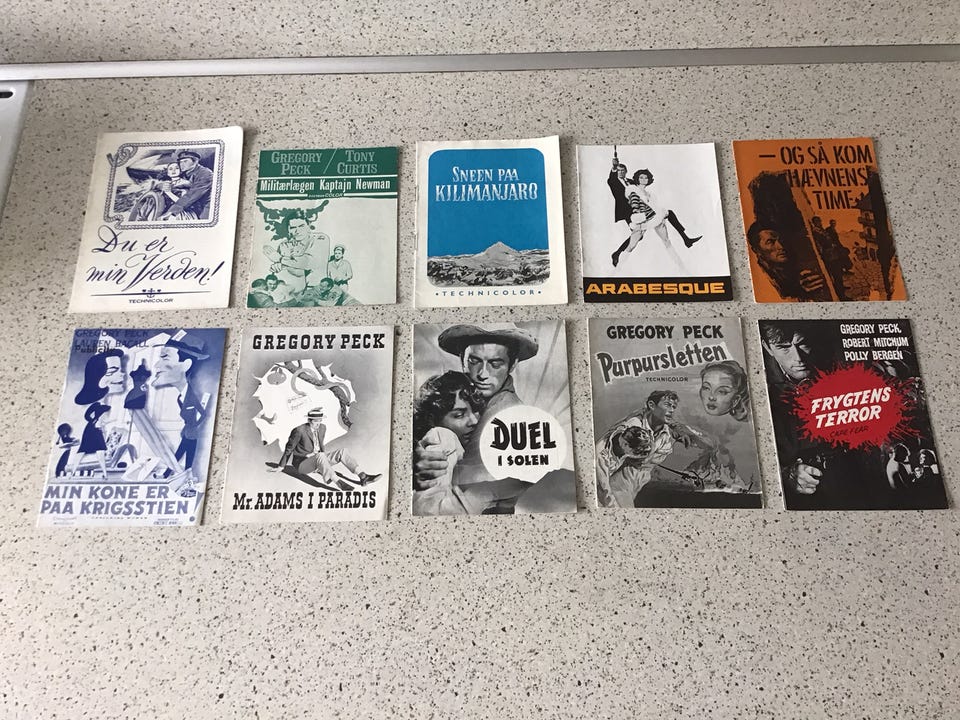 Du er
min Verden!
TECHNICOLOR
GREGORY PECK / TONY CURTIS
Militærlægen Kaptajn Newman
SNEEN PAA
KILIMANJARO
• TECHNICOLOR •
ARABESQUE
— OG SÅ KOM
HÆVNENS
TIME
GREGORY PECK
LAUREN BACALL
MIN KONE ER
PAA KRIGSSTIEN
GREGORY PECK
Mr. ADAMS I PARADIS
DUEL
I SOLEN
GREGORY PECK
Purpursletten
TECHNICOLOR
GREGORY PECK
ROBERT MITCHUM
POLLY BERGEN
FRYGTENS
TERROR
CAPE FEAR